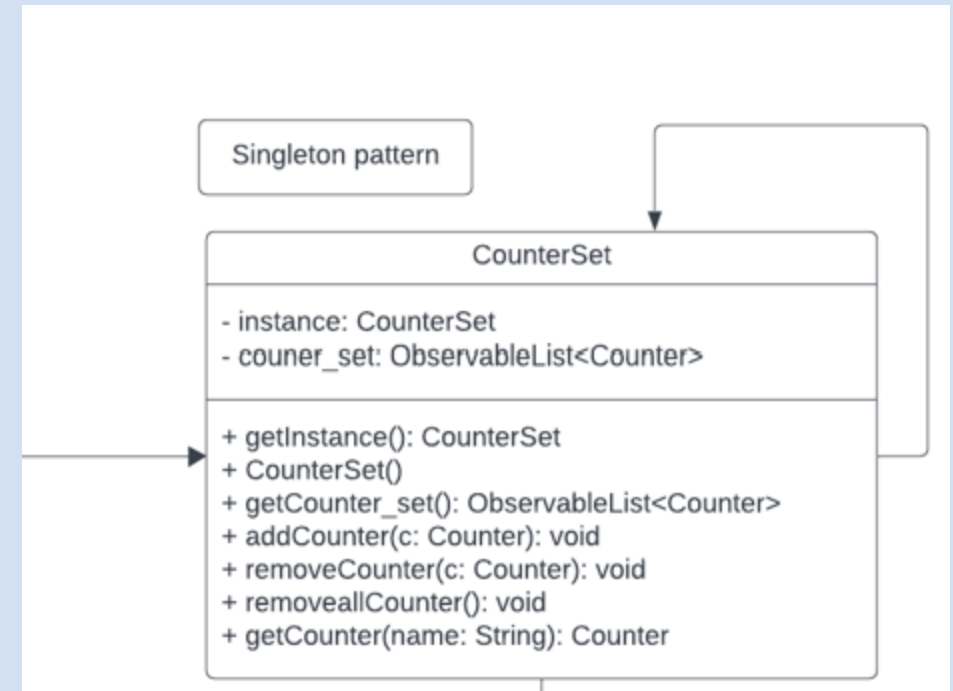 Singleton pattern
CounterSet
- instance: CounterSet
- couner_set: ObservableList<Counter>
+ getInstance(): CounterSet
+ CounterSet()
+ getCounter_set(): ObservableList<Counter>
+ addCounter(c: Counter): void
+ removeCounter(c: Counter): void
+ removeallCounter(): void
+ getCounter(name: String): Counter